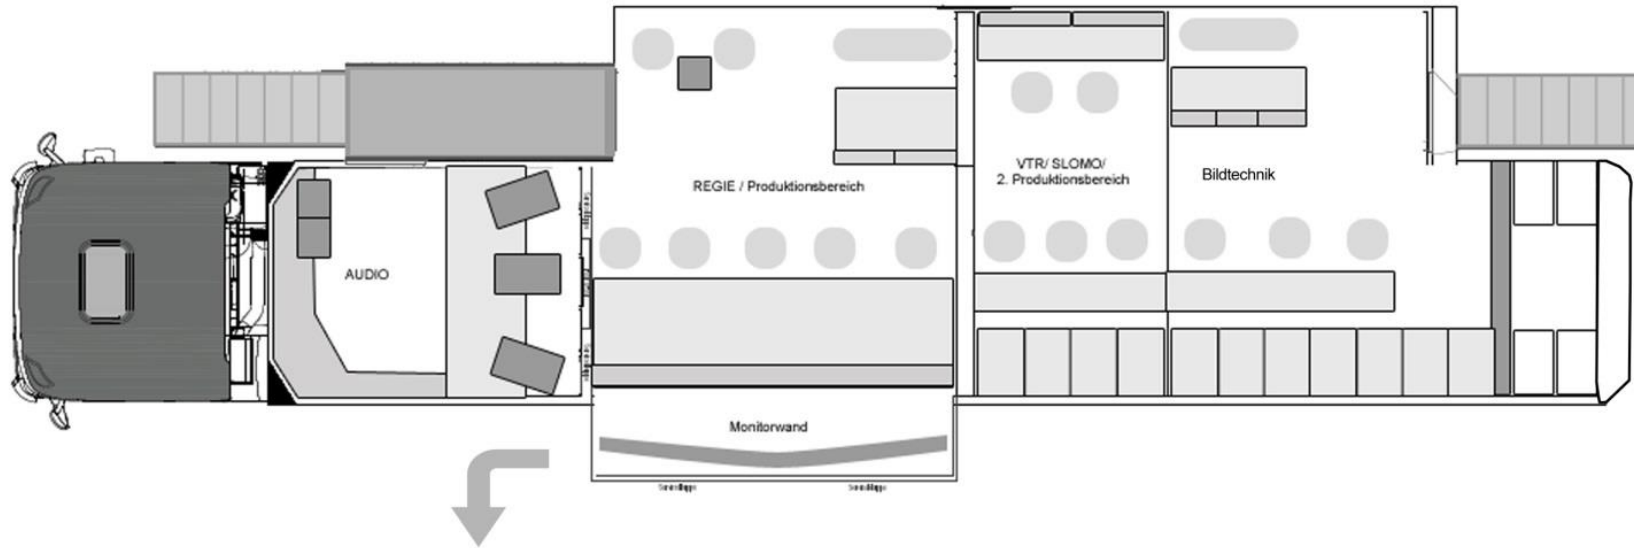 VTR/ SLOMO/
2. Produktionsbereich
Bildtechnik
REGIE / Produktionsbereich
AUDIO
Monitorwand